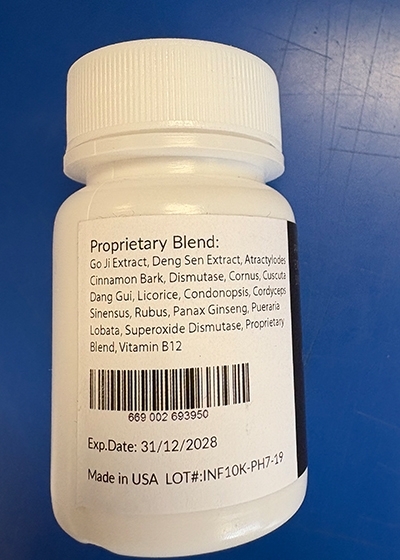 Proprietary Blend:
Go Ji Extract, Deng Sen Extract, Atractylodes
Cinnamon Bark, Dismutase, Cornus, Cuscuta
Dang Gui, Licorice, Condonopsis, Cordyceps
Sinensus, Rubus, Panax Ginseng, Pueraria
Lobata, Superoxide Dismutase, Proprietary
Blend, Vitamin B12
669 002 693950
Exp.Date: 31/12/2028
Made in USA LOT#:INF10K-PH7-19